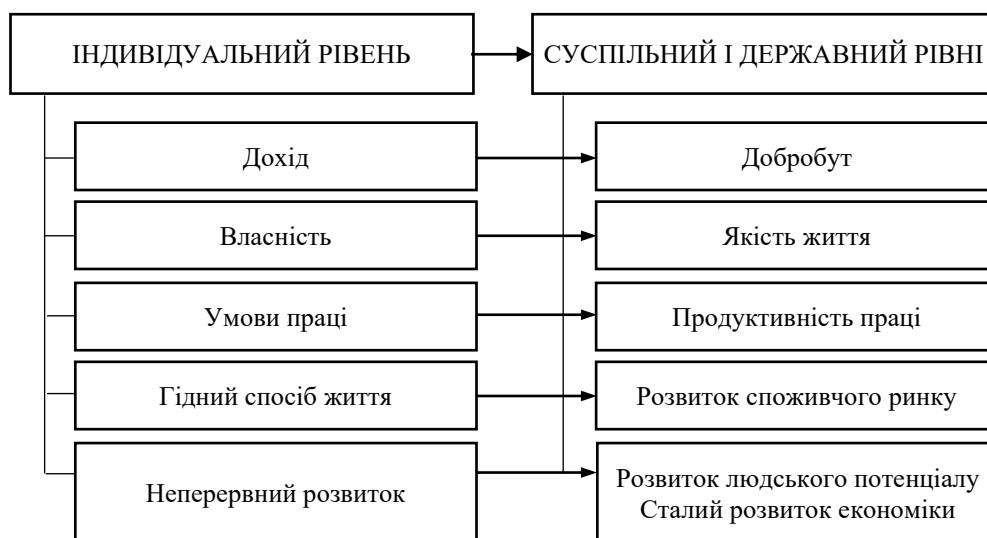 ІНДИВІДУАЛЬНИЙ РІВЕНЬ
СУСПІЛЬНИЙ І ДЕРЖАВНИЙ РІВНІ
Дохід
Добробут
Власність
Якість життя
Умови праці
Продуктивність праці
Гідний спосіб життя
Розвиток споживчого ринку
Неперервний розвиток
Розвиток людського потенціалу
Сталий розвиток економіки